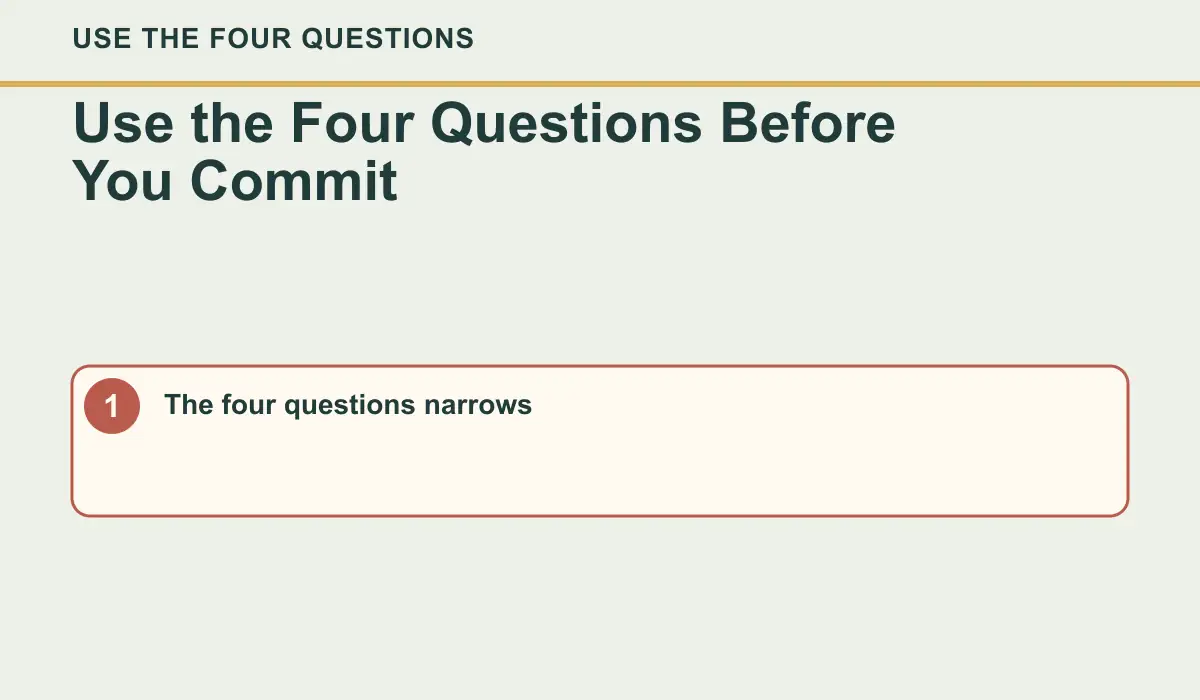 USE THE FOUR QUESTIONS
Use the Four Questions Before
You Commit
1 The four questions narrows